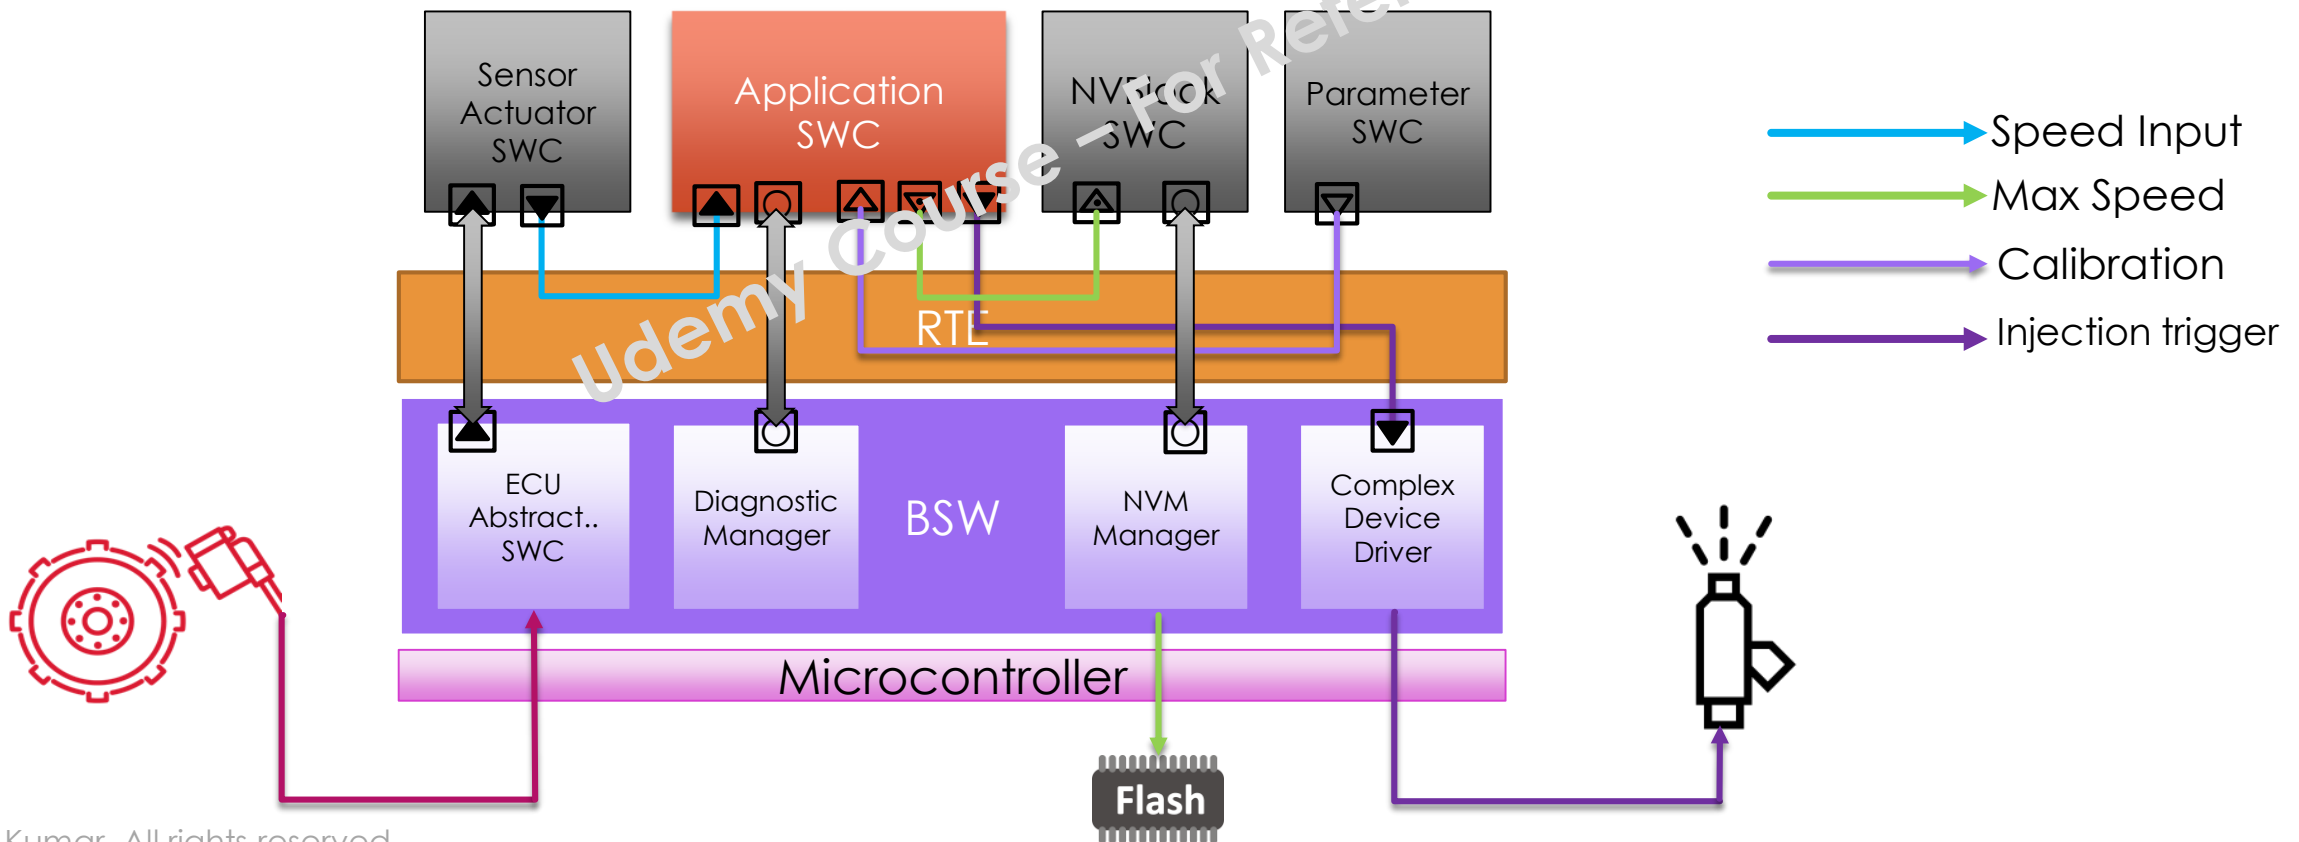 Sensor
Actuator
SWC
Application
SWC
NVBlock
SWC
Parameter
SWC
Udemy Course – For Refe
Speed Input
Max Speed
Calibration
Injection trigger
RTE
ECU
Abstract..
SWC
Diagnostic
Manager
BSW
NVM
Manager
Complex
Device
Driver
Microcontroller
Flash
Kumar. All rights reserved